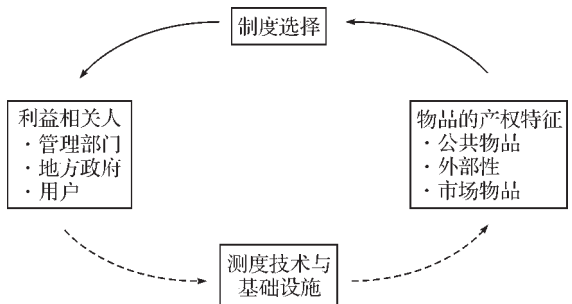 制度选择
利益相关人
·管理部门
·地方政府
·用户
物品的产权特征
·公共物品
·外部性
·市场物品
测度技术与
基础设施